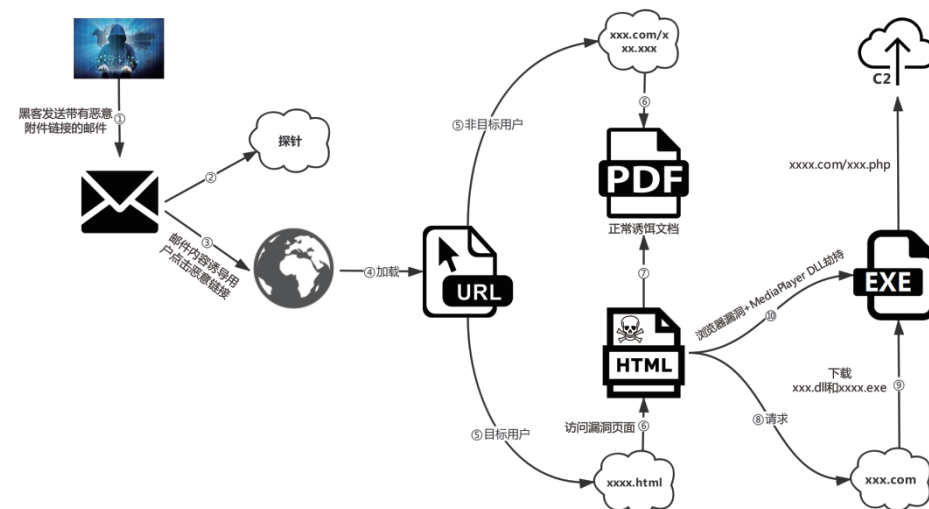 黑客发送带有恶意
附件链接的邮件
①
②
探针
③
邮件内容诱导用
户点击恶意链接
④加载
URL
⑤非目标用户
xxx.com/x
xx.xxx
⑥
PDF
正常诱饵文档
⑦
HTML
访问漏洞页面⑥
⑤目标用户
xxxx.html
浏览器漏洞+MediaPlayer DLL劫持
⑩
⑧请求
xxx.com
下载
xxx.dll和xxxx.exe
⑨
EXE
xxxx.com/xxx.php
C2